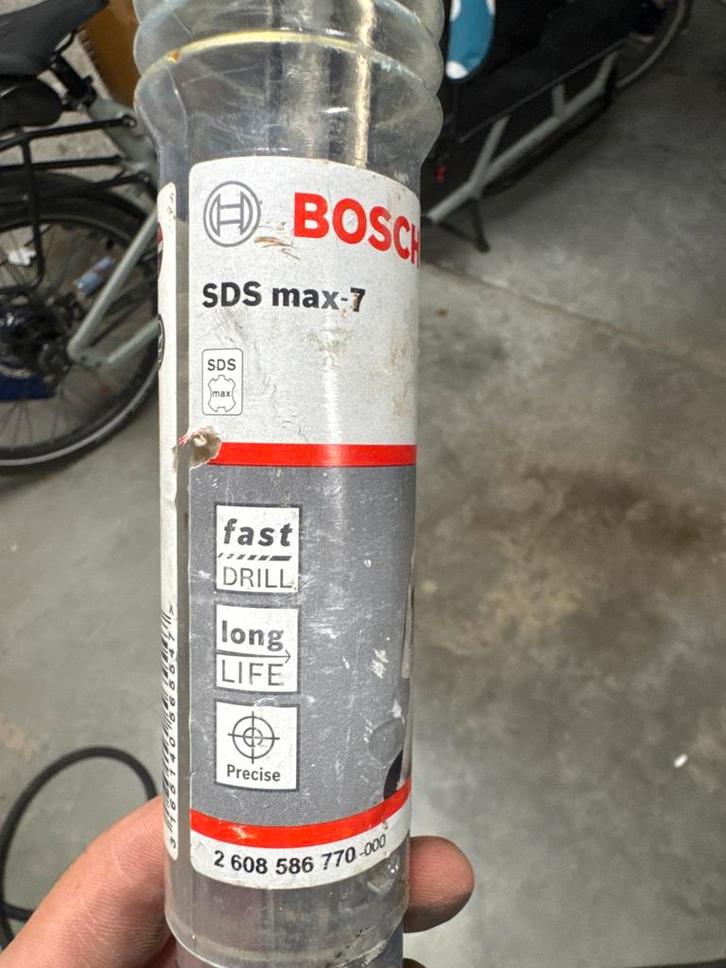 BOSCH
SDS max-7
SDS
max
fast
DRILL
long
LIFE
Precise
2 608 586 770-000